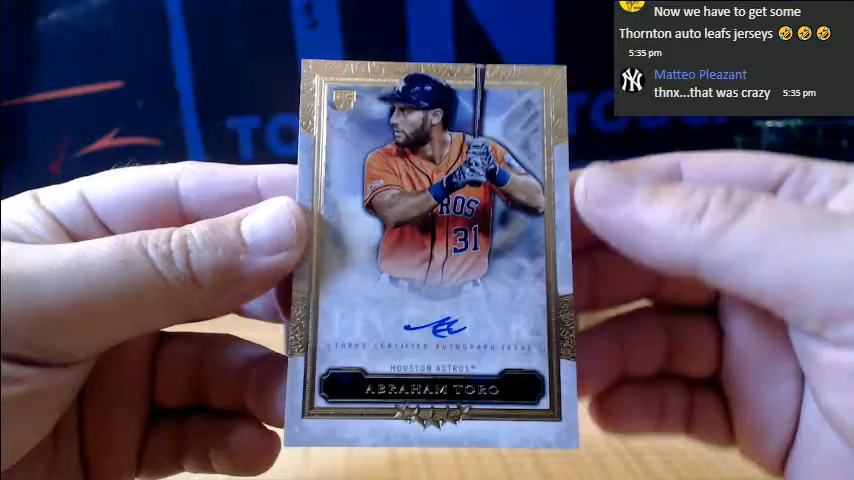 Now we have to get some
Thornton auto leafs jerseys 🤣 🤣 🤣
5:35 pm
Matteo Pleazant
thnx...that was crazy 5:35 pm
ROS
31
TOPPS CERTIFIED AUTOGRAPH ISSUE
HOUSTON ASTROS
ABRAHAM TORO